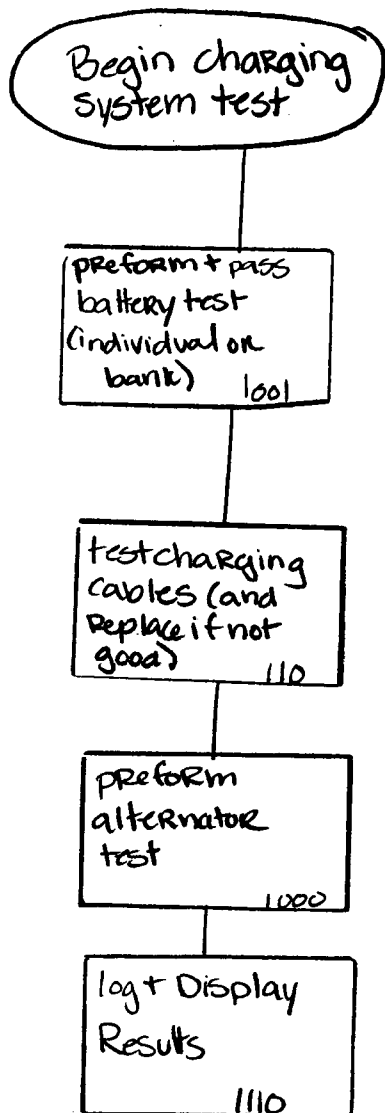 Begin charging
system test
preform + pass
battery test
(individual or
bank)
1001
test charging
cables (and
Replace if not
good)
110
preform
alternator
test
1000
log + Display
Results
1110